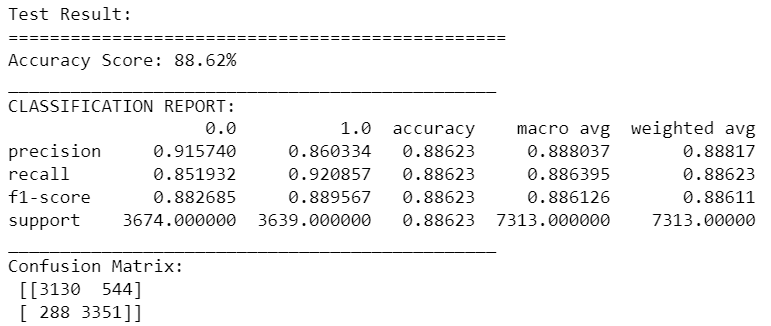 Test Result:
================================================
Accuracy Score: 88.62%
_______________________________________________
CLASSIFICATION REPORT:
                   0.0          1.0  accuracy    macro avg  weighted avg
precision     0.915740     0.860334   0.88623     0.888037       0.88817
recall        0.851932     0.920857   0.88623     0.886395       0.88623
f1-score      0.882685     0.889567   0.88623     0.886126       0.88611
support    3674.000000  3639.000000   0.88623  7313.000000    7313.00000
_______________________________________________
Confusion Matrix:
 [[3130  544]
 [ 288 3351]]